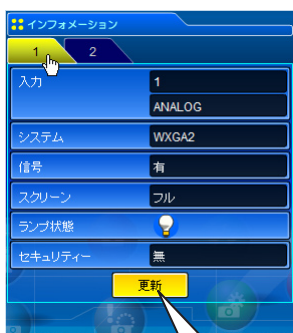 インフォメーション
1 2
入力 1
ANALOG
システム WXGA2
信号 有
スクリーン フル
ランプ状態
セキュリティー 無
更新